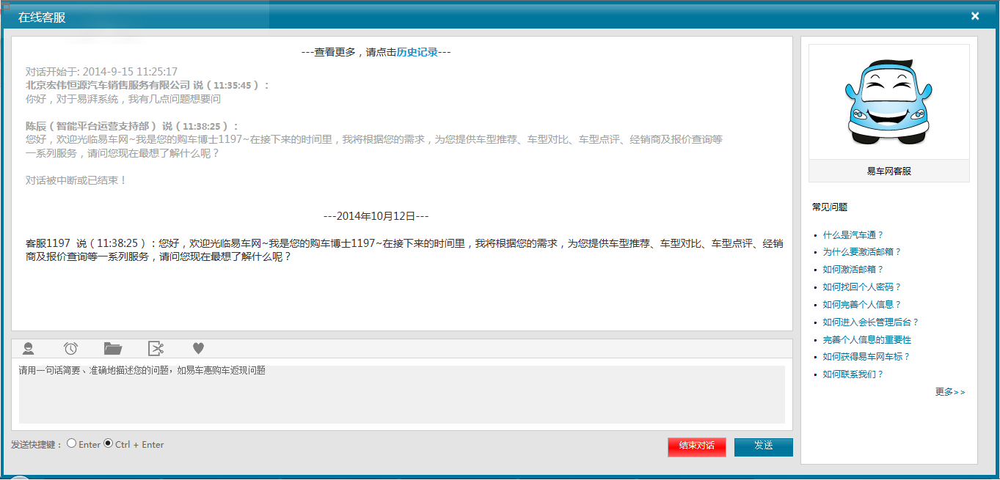 在线客服
×
---查看更多，请点击历史记录---
对话开始于: 2014-9-15 11:25:17
北京宏伟恒源汽车销售服务有限公司 说（11:35:45）：
你好，对于易湃系统，我有几点问题想要问
陈辰（智能平台运营支持部） 说（11:38:25）：
您好，欢迎光临易车网~我是您的购车博士1197~在接下来的时间里，我将根据您的需求，为您提供车型推荐、车型对比、车型点评、经销商及报价查询等
一系列服务，请问您现在最想了解什么呢？
对话被中断或已结束！
---2014年10月12日---
客服1197 说（11:38:25）：您好，欢迎光临易车网~我是您的购车博士1197~在接下来的时间里，我将根据您的需求，为您提供车型推荐、车型对比、车型点评、经销
商及报价查询等一系列服务，请问您现在最想了解什么呢？
请用一句话简要、准确地描述您的问题，如易车惠购车返现问题
发送快捷键： Enter Ctrl + Enter
结束对话 发送
易车网客服
常见问题
• 什么是汽车通？
• 为什么要激活邮箱？
• 如何激活邮箱？
• 如何找回个人密码？
• 如何完善个人信息？
• 如何进入会长管理后台？
• 完善个人信息的重要性
• 如何获得易车网车标？
• 如何联系我们？
更多>>